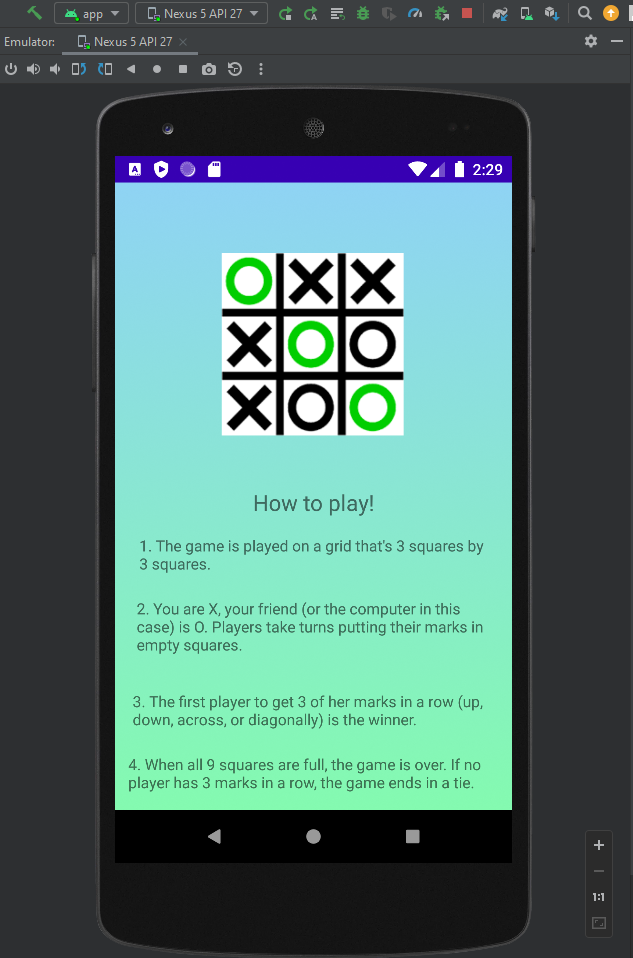 app Nexus 5 API 27
Emulator: Nexus 5 API 27
2:29
O X X
X O O
X O O
How to play!
1. The game is played on a grid that's 3 squares by
3 squares.
2. You are X, your friend (or the computer in this
case) is O. Players take turns putting their marks in
empty squares.
3. The first player to get 3 of her marks in a row (up,
down, across, or diagonally) is the winner.
4. When all 9 squares are full, the game is over. If no
player has 3 marks in a row, the game ends in a tie.
1:1